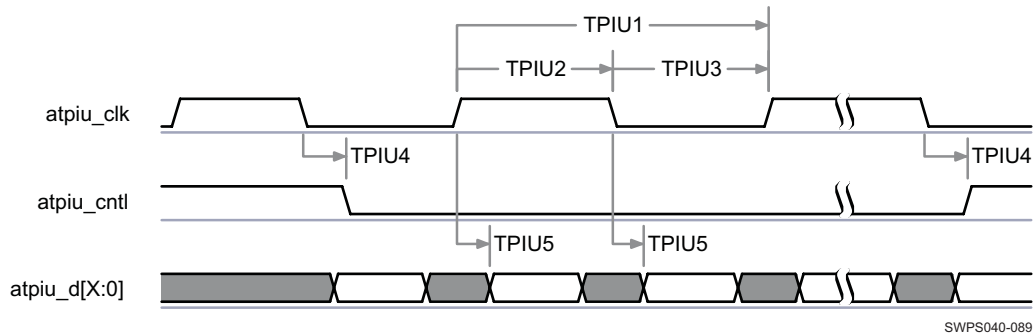 TPIU1
TPIU2 TPIU3
atpiu_clk
TPIU4 TPIU4
atpiu_cntl
TPIU5 TPIU5
atpiu_d[X:0]
SWPS040-089